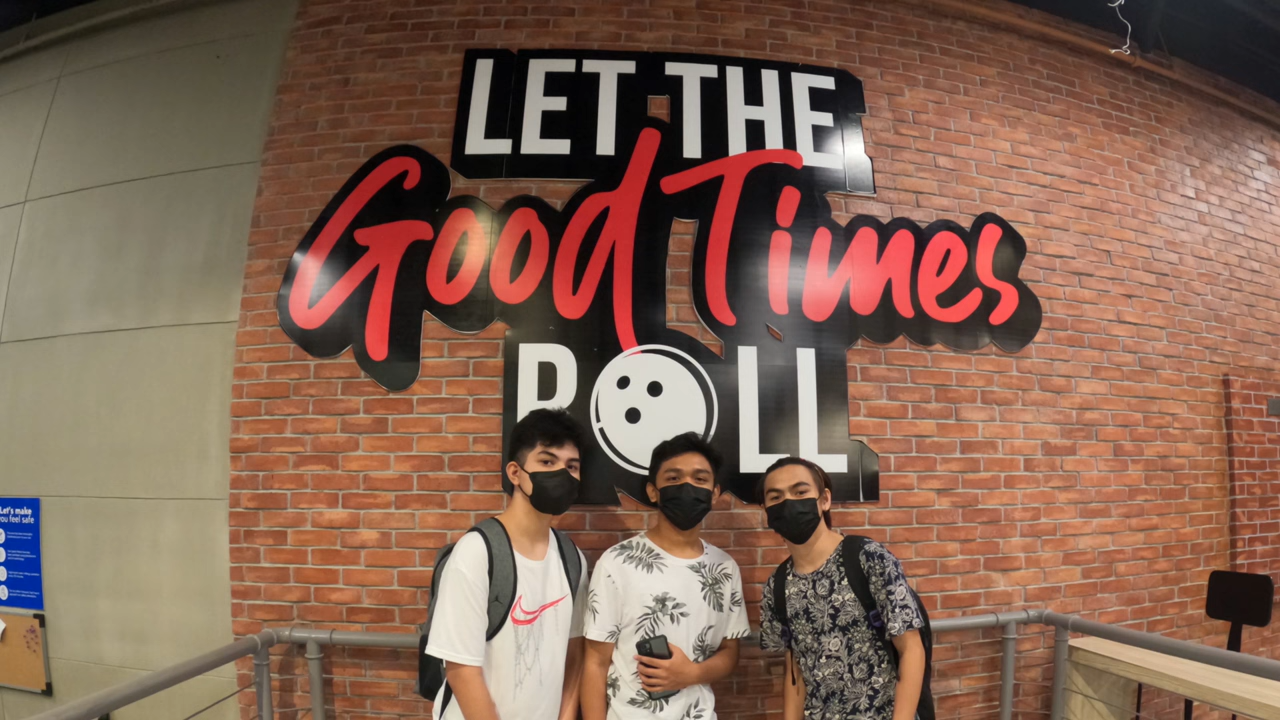 LET THE
Good Times
ROLL
Let's make
you feel safe